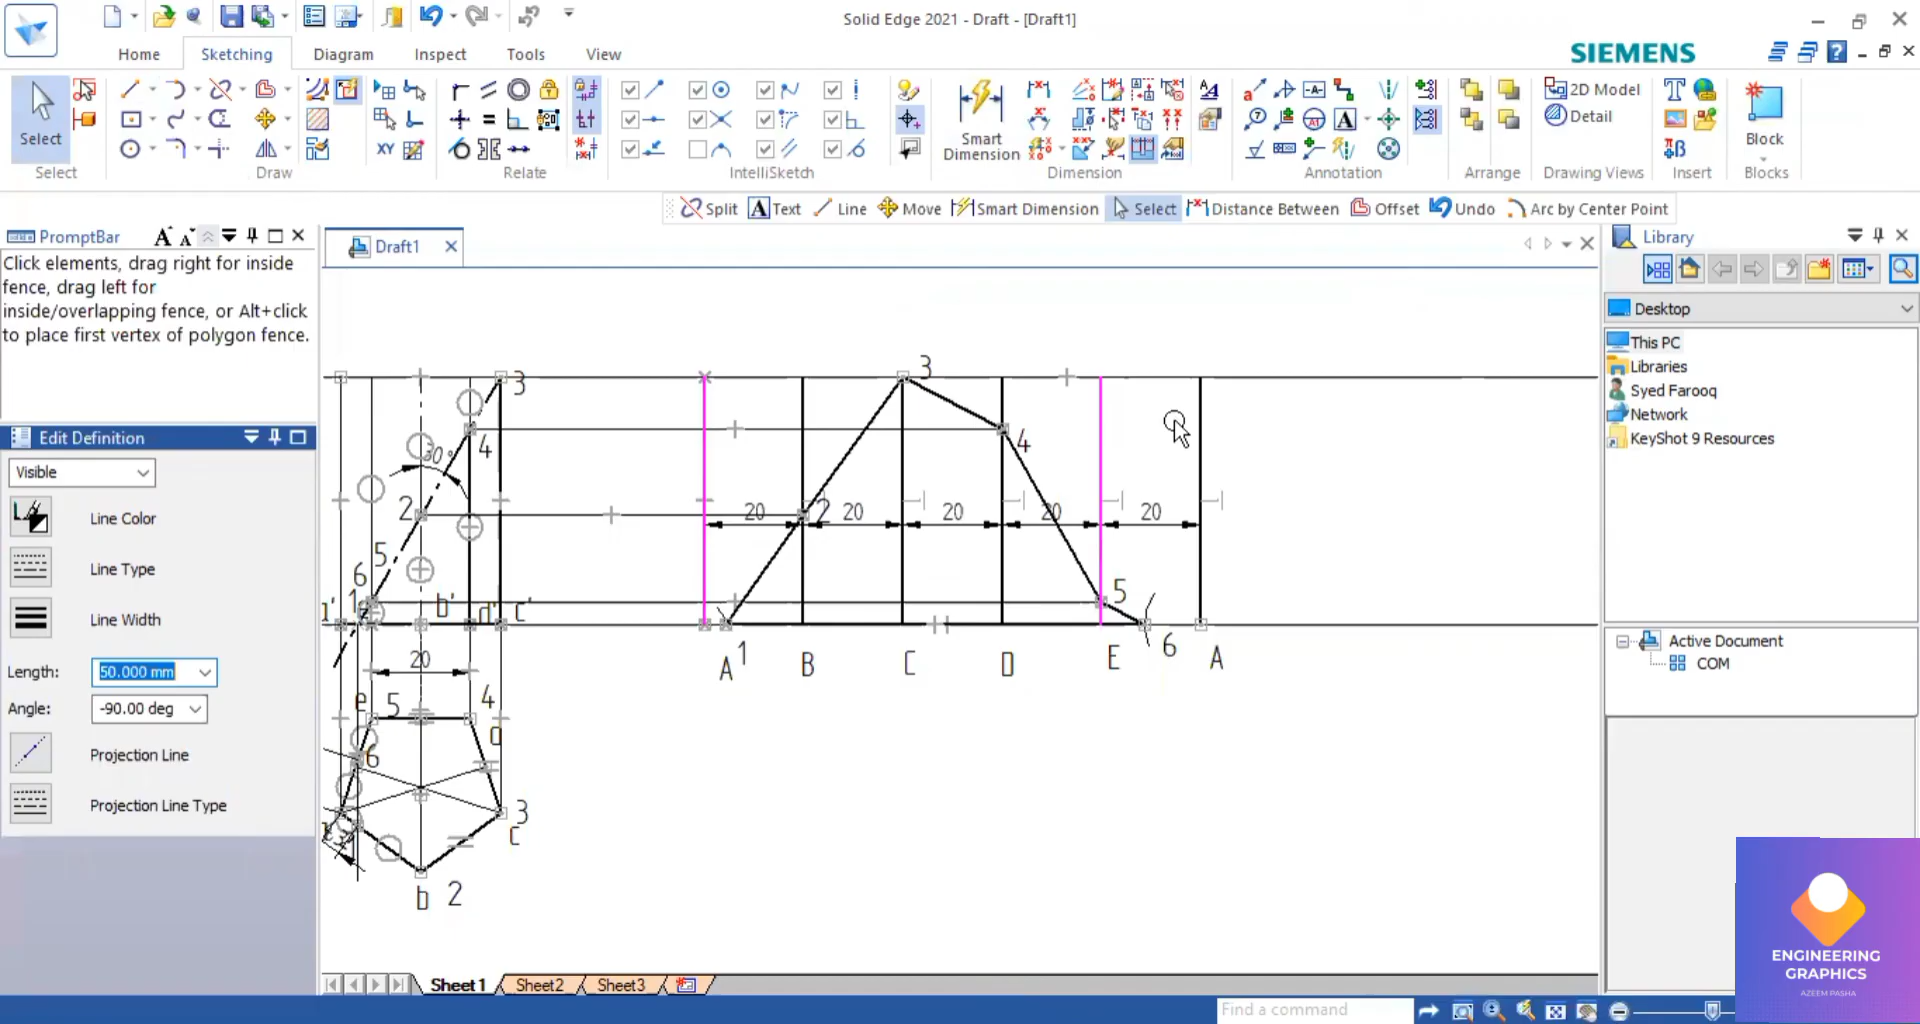 Solid Edge 2021 - Draft - [Draft1]
Home Sketching Diagram Inspect Tools View
SIEMENS
Select
XY
Smart Dimension
2D Model
Detail
Block
Select Draw Relate IntelliSketch Dimension Annotation Arrange Drawing Views Insert Blocks
Split Text Line Move Smart Dimension Select Distance Between Offset Undo Arc by Center Point
PromptBar
Click elements, drag right for inside
fence, drag left for
inside/overlapping fence, or Alt+click
to place first vertex of polygon fence.
Draft1
Library
Desktop
This PC
Libraries
Syed Farooq
Network
KeyShot 9 Resources
Active Document
COM
Edit Definition
Visible
Line Color
Line Type
Line Width
Length: 50.000 mm
Angle: -90.00 deg
Projection Line
Projection Line Type
3
3
4
4
30°
2
2
20 20 20 20 20
5
6
5
1'
b' d' c'
A 1 B C D E 6 A
20
e 5 4
d
6
3
c
b 2
Sheet1 Sheet2 Sheet3
Find a command
ENGINEERING
GRAPHICS
AZEEM PASHA